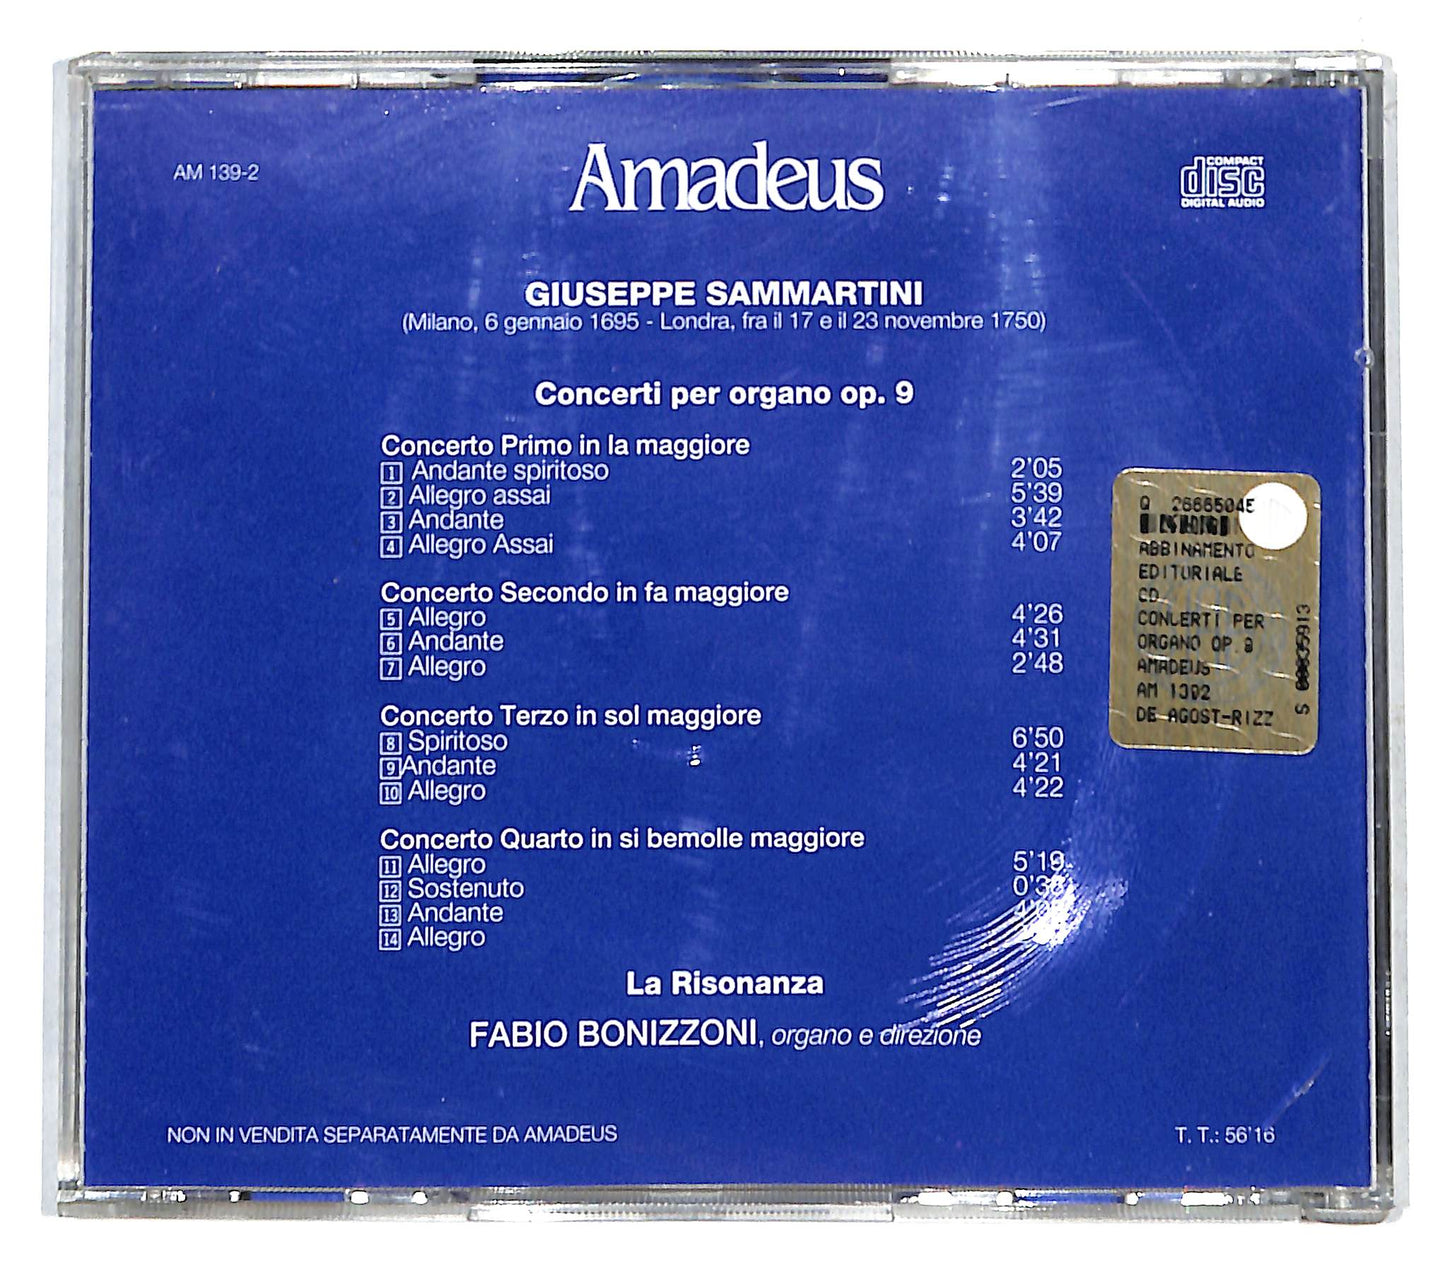 AM 139-2
Amadeus
COMPACT
disc
DIGITAL AUDIO
GIUSEPPE SAMMARTINI
(Milano, 6 gennaio 1695 - Londra, fra il 17 e il 23 novembre 1750)
Concerti per organo op. 9
Concerto Primo in la maggiore
1 Andante spiritoso 2'05
2 Allegro assai 5'39
3 Andante 3'42
4 Allegro Assai 4'07
Concerto Secondo in fa maggiore
5 Allegro 4'26
6 Andante 4'31
7 Allegro 2'48
Concerto Terzo in sol maggiore
8 Spiritoso 6'50
9 Andante 4'21
10 Allegro 4'22
Concerto Quarto in si bemolle maggiore
11 Allegro 5'19
12 Sostenuto
13 Andante
14 Allegro
La Risonanza
FABIO BONIZZONI, organo e direzione
NON IN VENDITA SEPARATAMENTE DA AMADEUS
T. T.: 56'16
Q
ABBINAMENTO
EDITORIALE
CD
CONCERTI PER
ORGANO OP.9
AMADEUS
AM 1392
DE AGOST-RIZZ
S 00035913